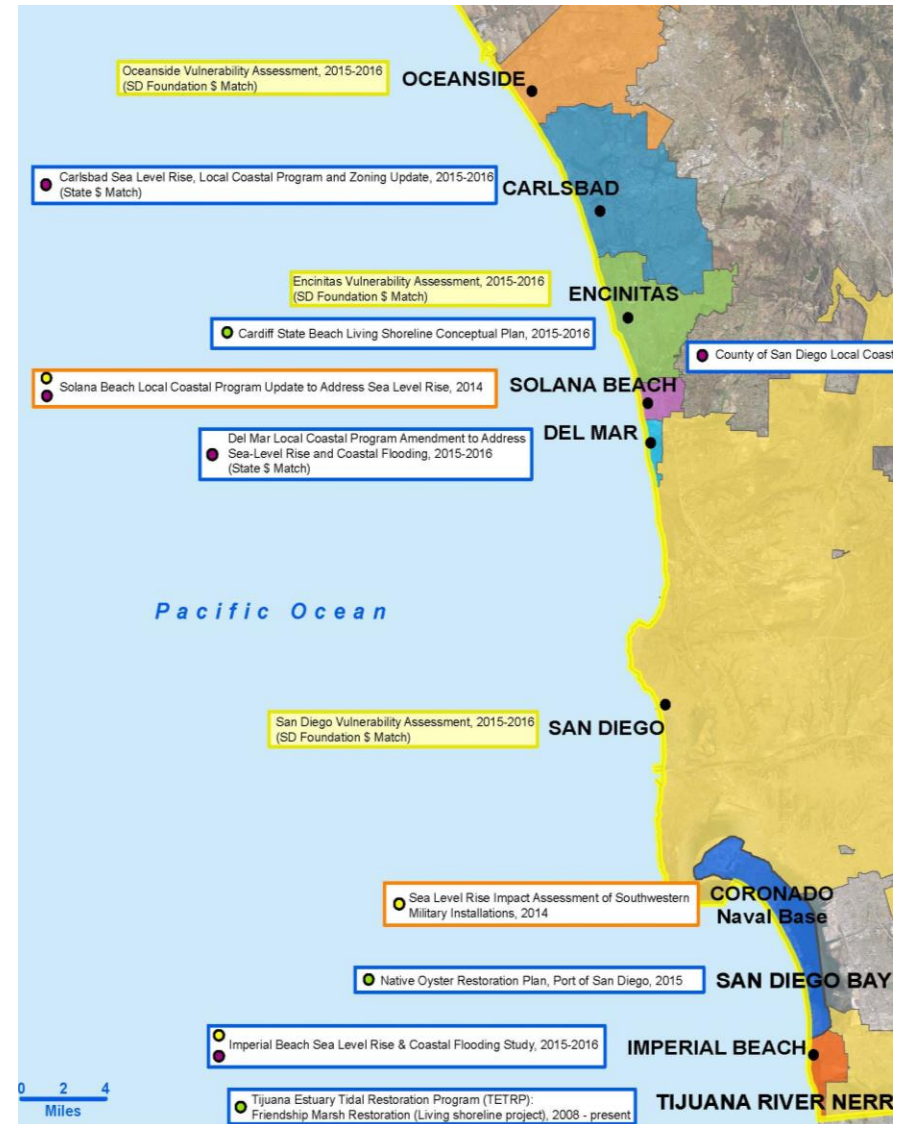 Oceanside Vulnerability Assessment, 2015-2016
(SD Foundation $ Match)
OCEANSIDE
Carlsbad Sea Level Rise, Local Coastal Program and Zoning Update, 2015-2016
(State $ Match)
CARLSBAD
Encinitas Vulnerability Assessment, 2015-2016
(SD Foundation $ Match)
ENCINITAS
Cardiff State Beach Living Shoreline Conceptual Plan, 2015-2016
County of San Diego Local Coast
Solana Beach Local Coastal Program Update to Address Sea Level Rise, 2014
SOLANA BEACH
Del Mar Local Coastal Program Amendment to Address
Sea-Level Rise and Coastal Flooding, 2015-2016
(State $ Match)
DEL MAR
Pacific Ocean
San Diego Vulnerability Assessment, 2015-2016
(SD Foundation $ Match)
SAN DIEGO
Sea Level Rise Impact Assessment of Southwestern
Military Installations, 2014
CORONADO
Naval Base
Native Oyster Restoration Plan, Port of San Diego, 2015
SAN DIEGO BAY
Imperial Beach Sea Level Rise & Coastal Flooding Study, 2015-2016
IMPERIAL BEACH
0 2 4
Miles
Tijuana Estuary Tidal Restoration Program (TETRP):
Friendship Marsh Restoration (Living shoreline project), 2008 - present
TIJUANA RIVER NERR